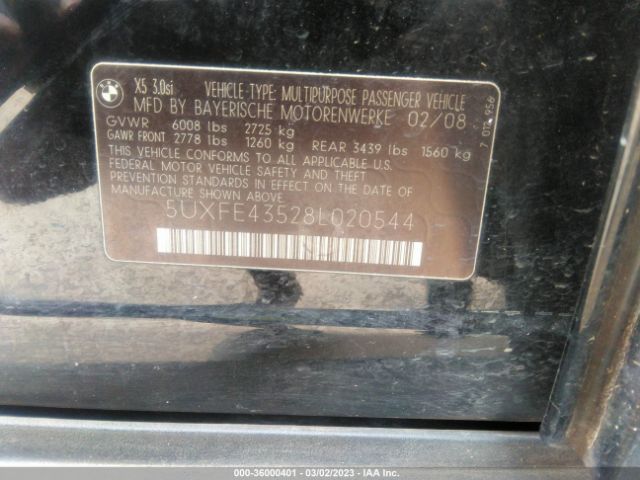 X5 3.0si VEHICLE TYPE: MULTIPURPOSE PASSENGER VEHICLE
MFD BY BAYERISCHE MOTORENWERKE 02/08
GVWR 6008 lbs 2725 kg
GAWR FRONT 2778 lbs 1260 kg REAR 3439 lbs 1560 kg
THIS VEHICLE CONFORMS TO ALL APPLICABLE U.S.
FEDERAL MOTOR VEHICLE SAFETY AND THEFT
PREVENTION STANDARDS IN EFFECT ON THE DATE OF
MANUFACTURE SHOWN ABOVE
5UXFE43528L020544
000-36000401 — 03/02/2023 — IAA Inc.